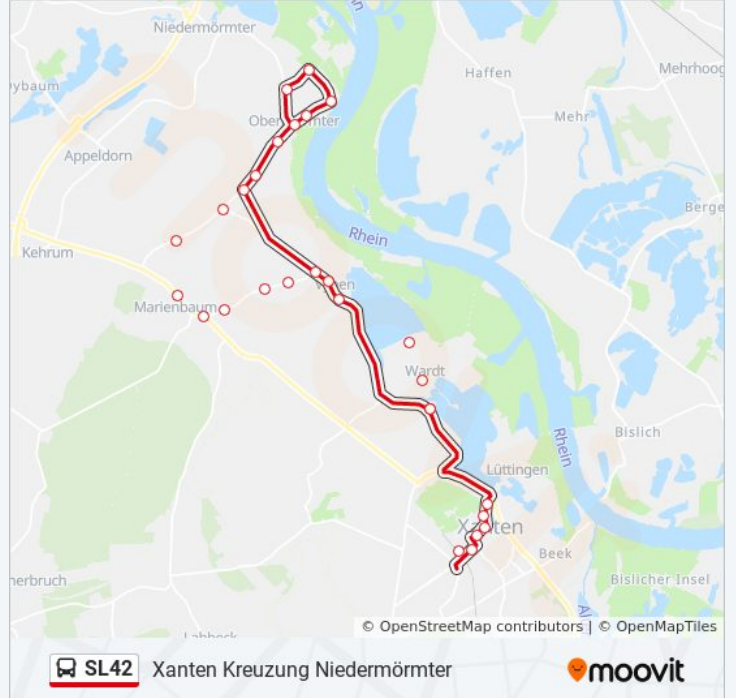 Niedermörmter
Haffen
Mehrhoog
Mehr
Appeldorn
Berge
Rhein
Kehrum
Marienbaum
Wardt
Rhein
Bislich
Lüttingen
Xanten
Beek
Bislicher Insel
© OpenStreetMap contributors | © OpenMapTiles
SL42 Xanten Kreuzung Niedermörmter
moovit